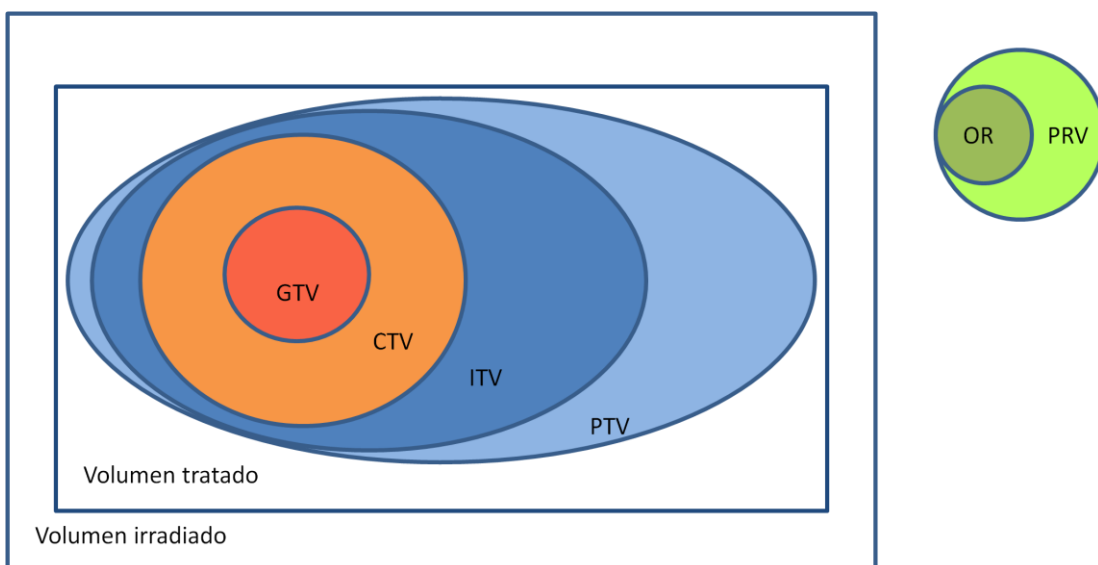 OR
PRV
GTV
CTV
ITV
PTV
Volumen tratado
Volumen irradiado